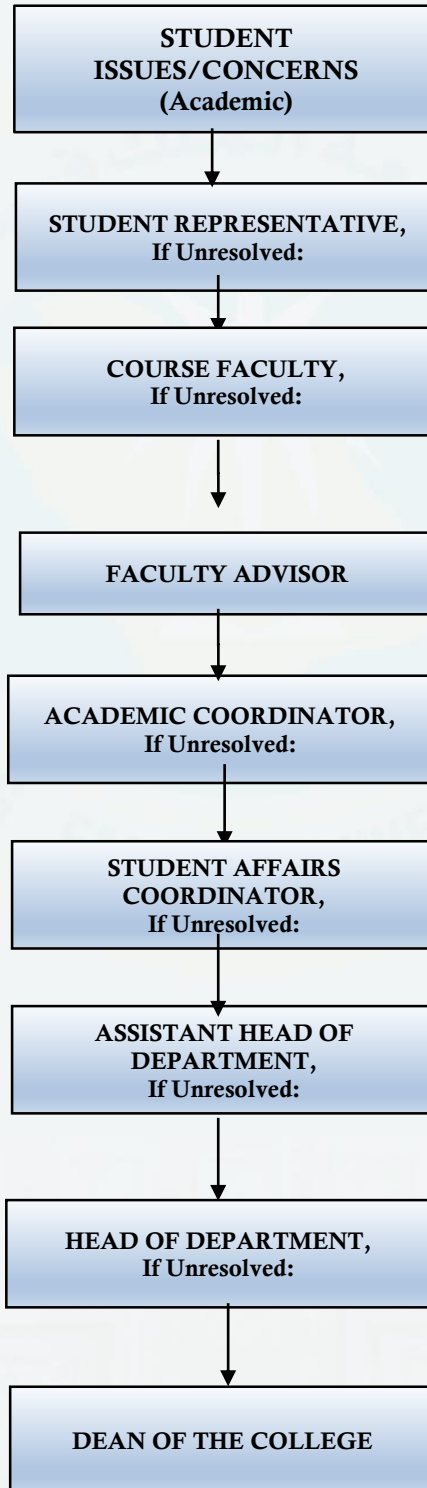 STUDENT
ISSUES/CONCERNS
(Academic)
STUDENT REPRESENTATIVE,
If Unresolved:
COURSE FACULTY,
If Unresolved:
FACULTY ADVISOR
ACADEMIC COORDINATOR,
If Unresolved:
STUDENT AFFAIRS
COORDINATOR,
If Unresolved:
ASSISTANT HEAD OF
DEPARTMENT,
If Unresolved:
HEAD OF DEPARTMENT,
If Unresolved:
DEAN OF THE COLLEGE